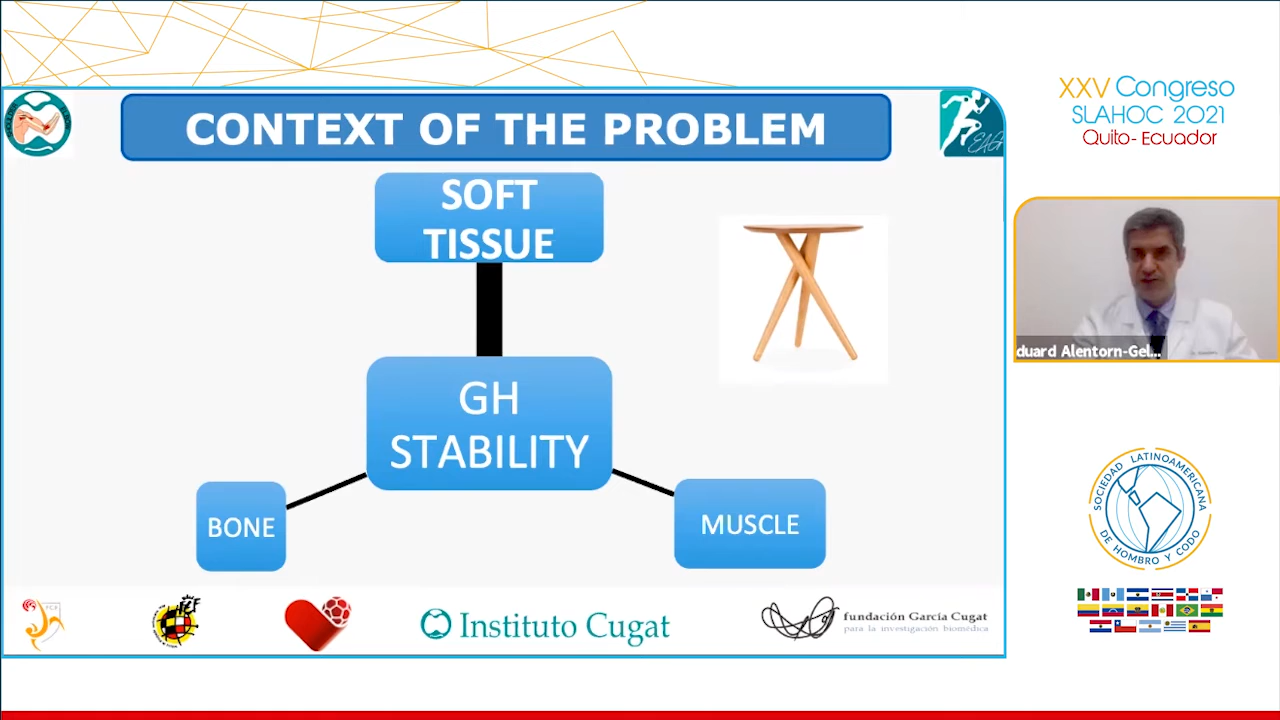 CONTEXT OF THE PROBLEM
SOFT
TISSUE
GH
STABILITY
BONE
MUSCLE
XXV Congreso
SLAHOC 2021
Quito- Ecuador
duard Alentorn-Gel...
SOCIEDAD LATINOAMERICANA
DE HOMBRO Y CODO
Instituto Cugat
fundación García Cugat
para la investigación biomédica